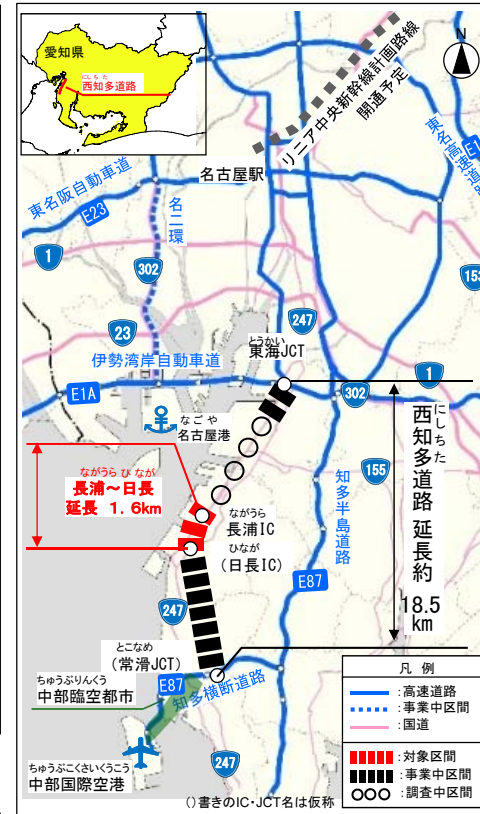 愛知県
にしちた
西知多道路
N
リニア中央新幹線計画路線
開通予定
東名高速道路
E1
名古屋駅
東名阪自動車道
E23
名二環
1
302
153
23
247
とうかい
東海JCT
伊勢湾岸自動車道
1
E1A
302
なごや
名古屋港
にしちた
西知多道路 延長約
18.5
km
155
知多半島道路
ながうら ひなが
長浦~日長
延長 1.6km
ながうら
長浦IC
ひなが
(日長IC)
E87
247
とこなめ
(常滑JCT)
ちゅうぶりんくう
中部臨空都市
E87
知多横断道路
ちゅうぶこくさいくうこう
中部国際空港
247
凡例
:高速道路
:事業中区間
:国道
:対象区間
:事業中区間
:調査中区間
()書きのIC・JCT名は仮称